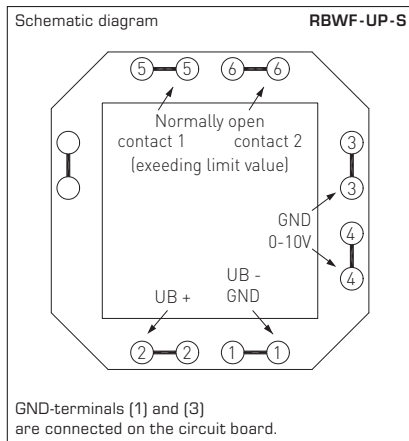 Schematic diagram RBWF-UP-S
5 5 6 6
Normally open
contact 1 contact 2
(exeeding limit value)
3
3
GND
0-10V
4
4
UB -
UB + GND
2 2 1 1
GND-terminals (1) and (3)
are connected on the circuit board.